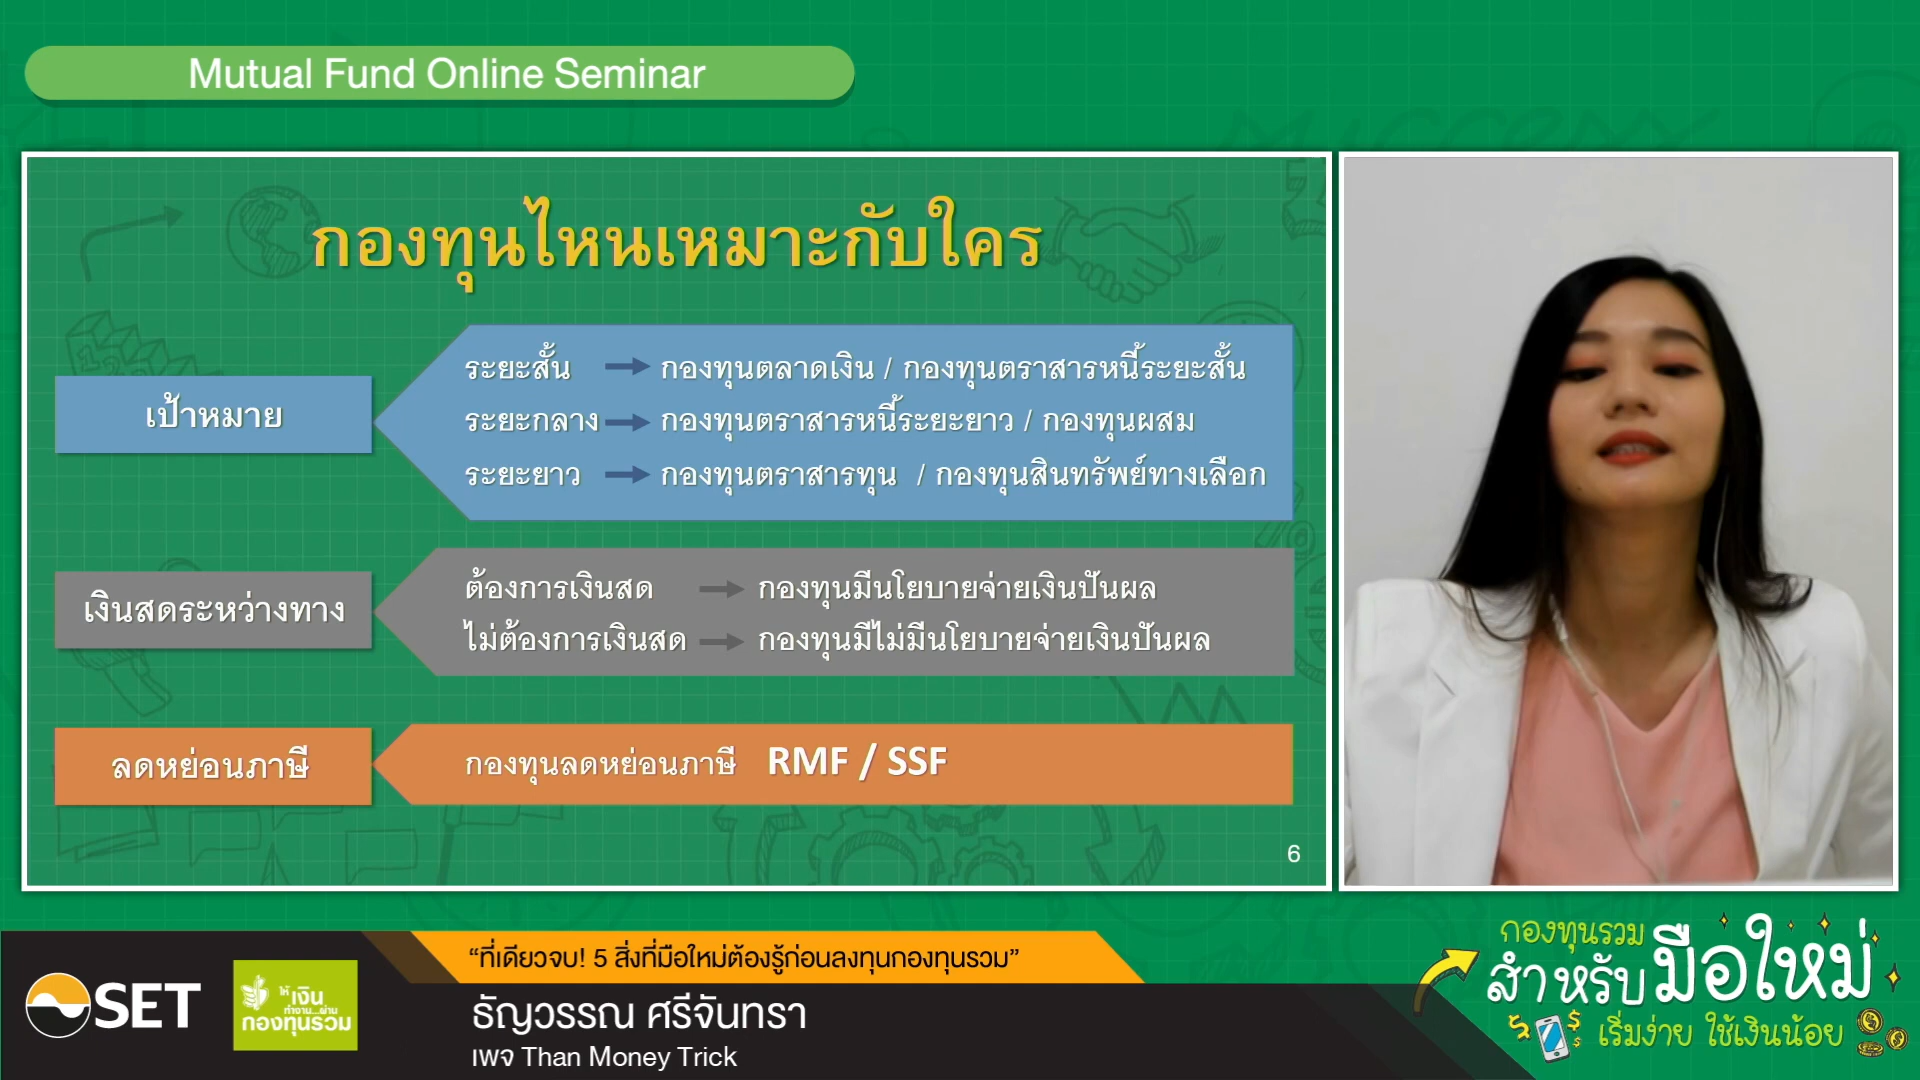 Mutual Fund Online Seminar
กองทุนไหนเหมาะกับใคร
เป้าหมาย
ระยะสั้น กองทุนตลาดเงิน / กองทุนตราสารหนี้ระยะสั้น
ระยะกลาง กองทุนตราสารหนี้ระยะยาว / กองทุนผสม
ระยะยาว กองทุนตราสารทุน / กองทุนสินทรัพย์ทางเลือก
เงินสดระหว่างทาง
ต้องการเงินสด กองทุนมีนโยบายจ่ายเงินปันผล
ไม่ต้องการเงินสด กองทุนมีไม่มีนโยบายจ่ายเงินปันผล
ลดหย่อนภาษี
กองทุนลดหย่อนภาษี RMF / SSF
6
SET
ให้เงิน
ทำงาน...ผ่าน
กองทุนรวม
“ที่เดียวจบ! 5 สิ่งที่มือใหม่ต้องรู้ก่อนลงทุนกองทุนรวม”
ธัญวรรณ ศรีจันทรา
เพจ Than Money Trick
กองทุนรวม
สำหรับมือใหม่
เริ่มง่าย ใช้เงินน้อย